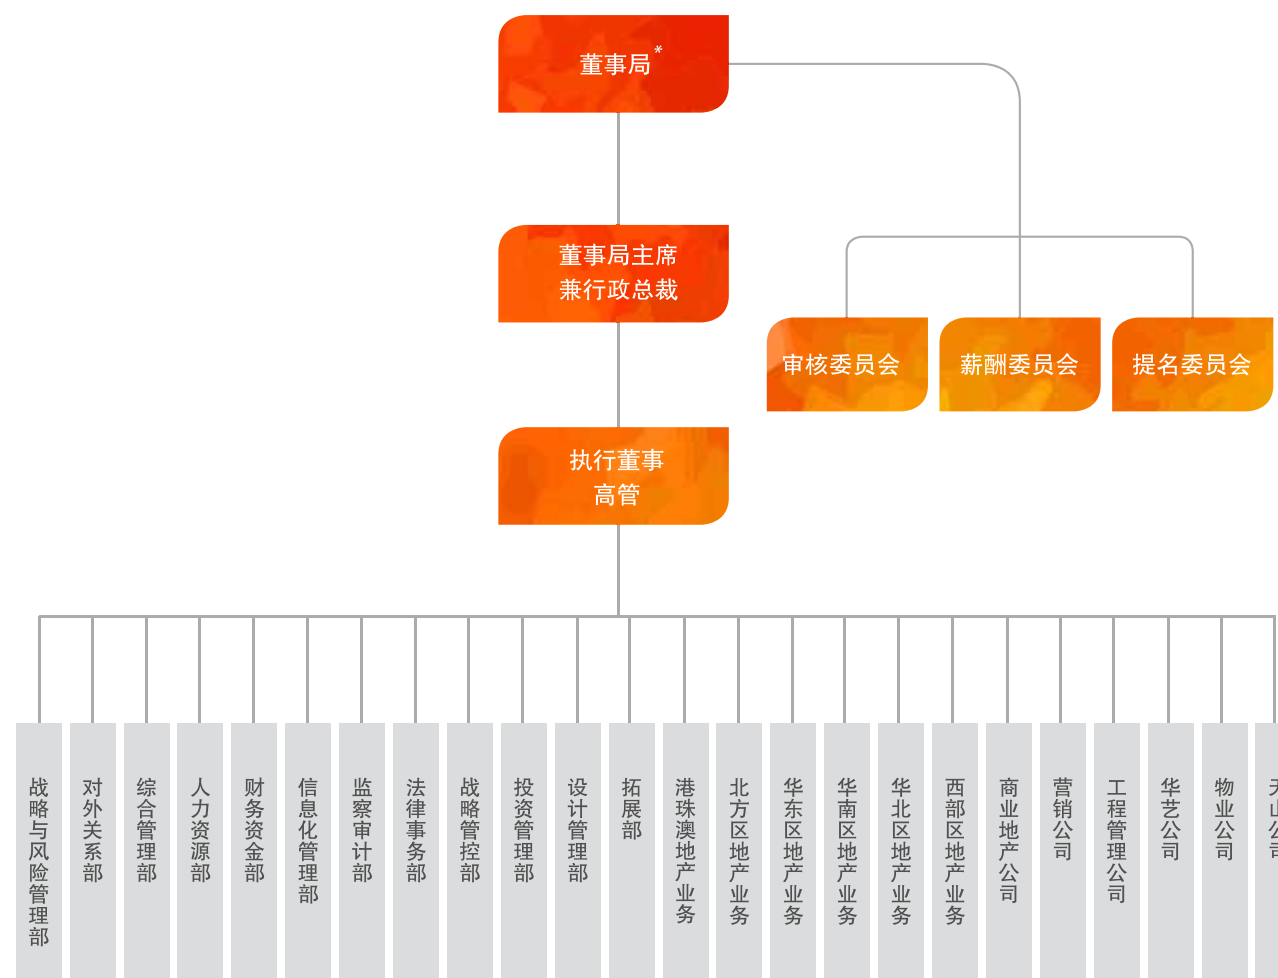 董事局*
董事局主席
兼行政总裁
审核委员会
薪酬委员会
提名委员会
执行董事
高管
战略与风险管理部
对外关系部
综合管理部
人力资源部
财务资金部
信息化管理部
监察审计部
法律事务部
战略管控部
投资管理部
设计管理部
拓展部
港珠澳地产业务
北方区地产业务
华东区地产业务
华南区地产业务
华北区地产业务
西部区地产业务
商业地产公司
营销公司
工程管理公司
华艺公司
物业公司